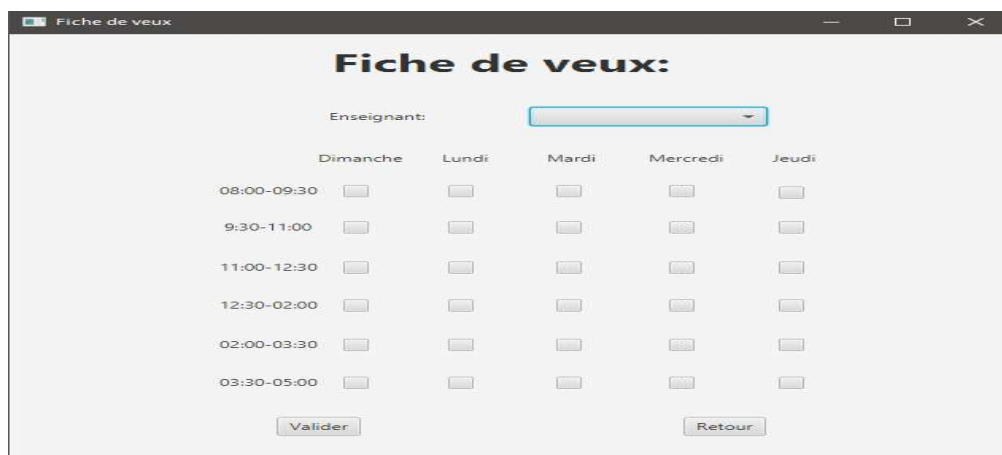 Fiche de veux
Fiche de veux:
Enseignant:
Dimanche Lundi Mardi Mercredi Jeudi
08:00-09:30
9:30-11:00
11:00-12:30
12:30-02:00
02:00-03:30
03:30-05:00
Valider Retour